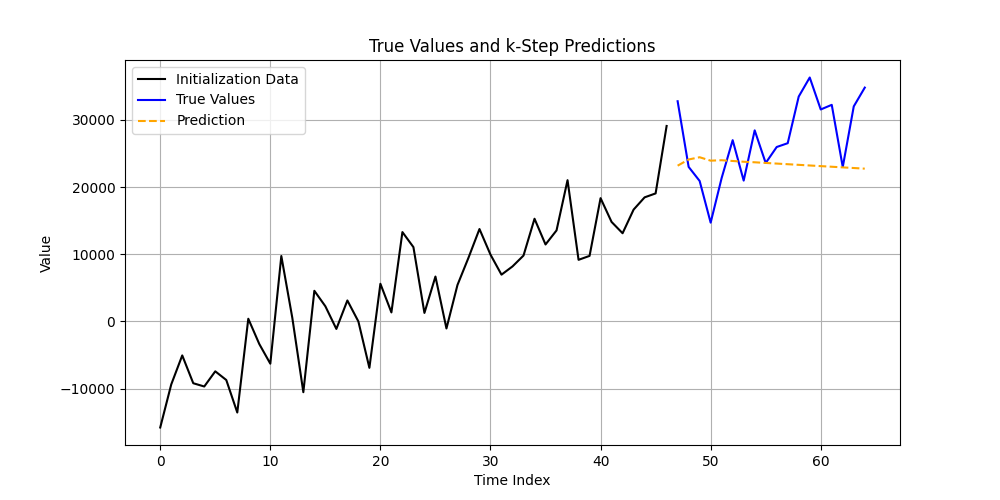 True Values and k-Step Predictions
Initialization Data
True Values
Prediction
30000
20000
10000
0
−10000
Value
0 10 20 30 40 50 60
Time Index